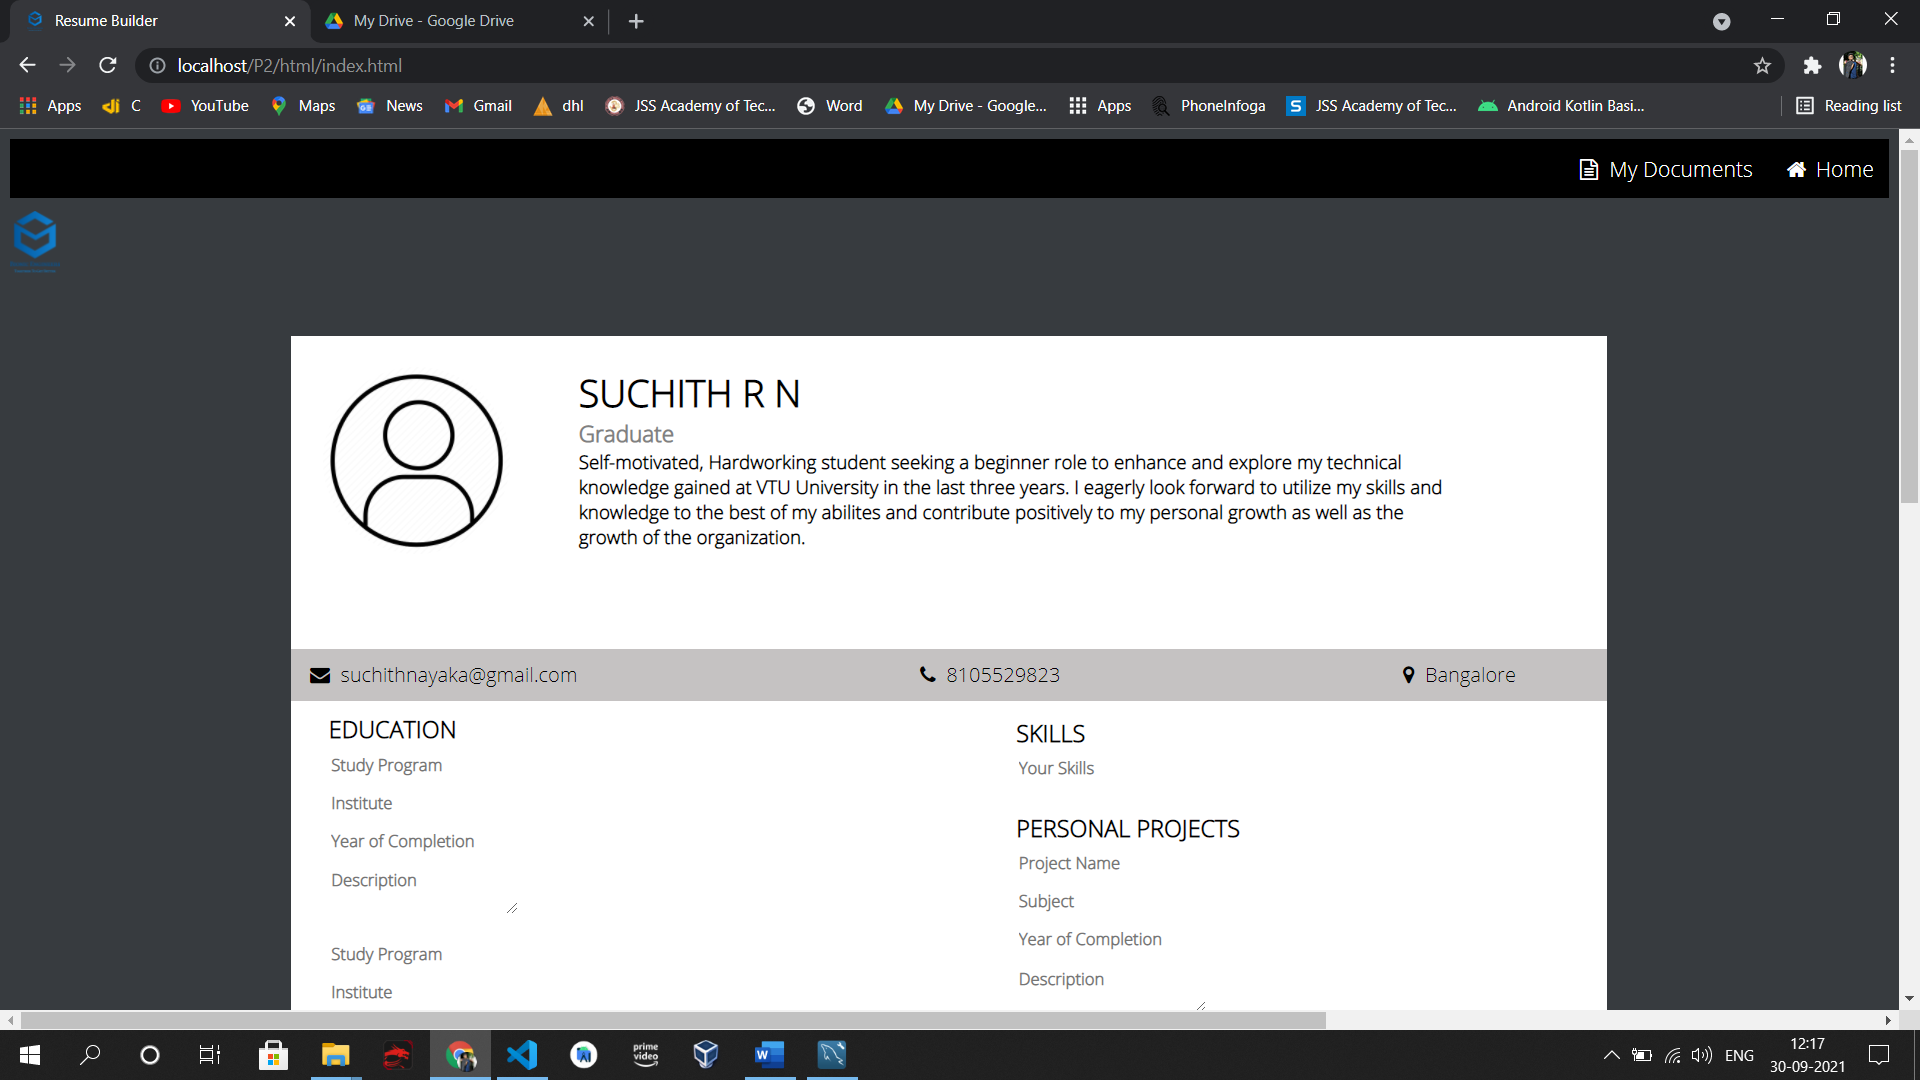 Resume Builder
My Drive - Google Drive
localhost/P2/html/index.html
Apps
C
YouTube
Maps
News
Gmail
dhl
JSS Academy of Tec...
Word
My Drive - Google...
Apps
PhoneInfoga
S
JSS Academy of Tec...
Android Kotlin Basi...
Reading list
My Documents
Home
SUCHITH R N
Graduate
Self-motivated, Hardworking student seeking a beginner role to enhance and explore my technical
knowledge gained at VTU University in the last three years. I eagerly look forward to utilize my skills and
knowledge to the best of my abilites and contribute positively to my personal growth as well as the
growth of the organization.
suchithnayaka@gmail.com
8105529823
Bangalore
EDUCATION
Study Program
Institute
Year of Completion
Description
Study Program
Institute
SKILLS
Your Skills
PERSONAL PROJECTS
Project Name
Subject
Year of Completion
Description
prime
video
W
ENG
12:17
30-09-2021